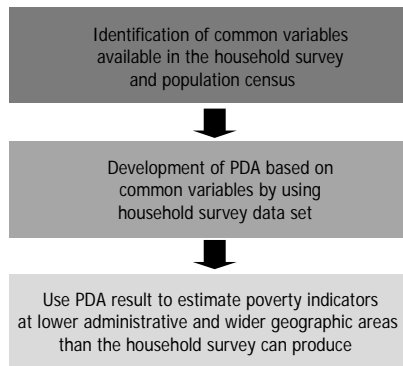 Identification of common variables
available in the household survey
and population census
Development of PDA based on
common variables by using
household survey data set
Use PDA result to estimate poverty indicators
at lower administrative and wider geographic areas
than the household survey can produce